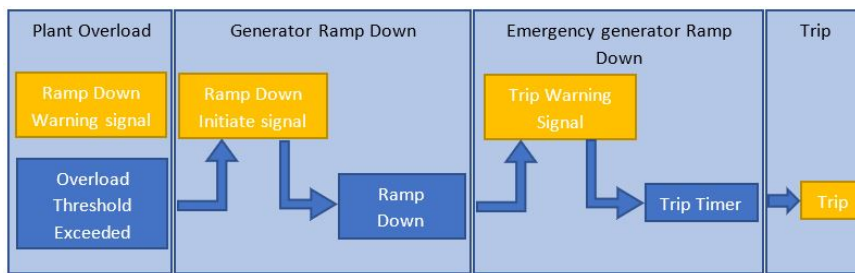 Plant Overload
Ramp Down
Warning signal
Overload
Threshold
Exceeded
Generator Ramp Down
Ramp Down
Initiate signal
Ramp
Down
Emergency generator Ramp
Down
Trip Warning
Signal
Trip Timer
Trip
Trip